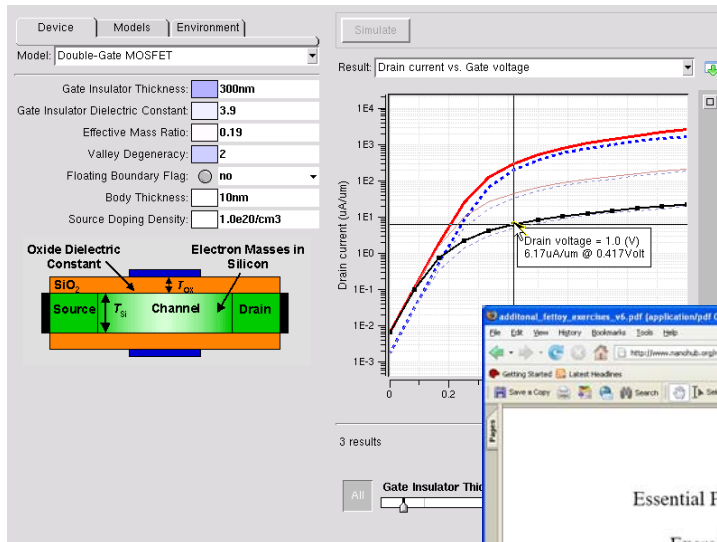 Device Models Environment
Model: Double-Gate MOSFET
Gate Insulator Thickness: 300nm
Gate Insulator Dielectric Constant: 3.9
Effective Mass Ratio: 0.19
Valley Degeneracy: 2
Floating Boundary Flag: no
Body Thickness: 10nm
Source Doping Density: 1.0e20/cm3
Oxide Dielectric Constant
Electron Masses in Silicon
SiO2
Tox
Source
TSi
Channel
Drain
Simulate
Result: Drain current vs. Gate voltage
Drain current (uA/um)
1E4
1E3
1E2
1E1
1E0
1E-1
1E-2
1E-3
0 0.2
Drain voltage = 1.0 (V)
6.17uA/um @ 0.417Volt
3 results
All
Gate Insulator Thic
additonal_fettoy_exercises_v6.pdf (application/pdf O
File Edit View History Bookmarks Tools Help
http://www.nanohub.org/r
Getting Started Latest Headlines
Save a Copy Search Sel
Pages
Essential F